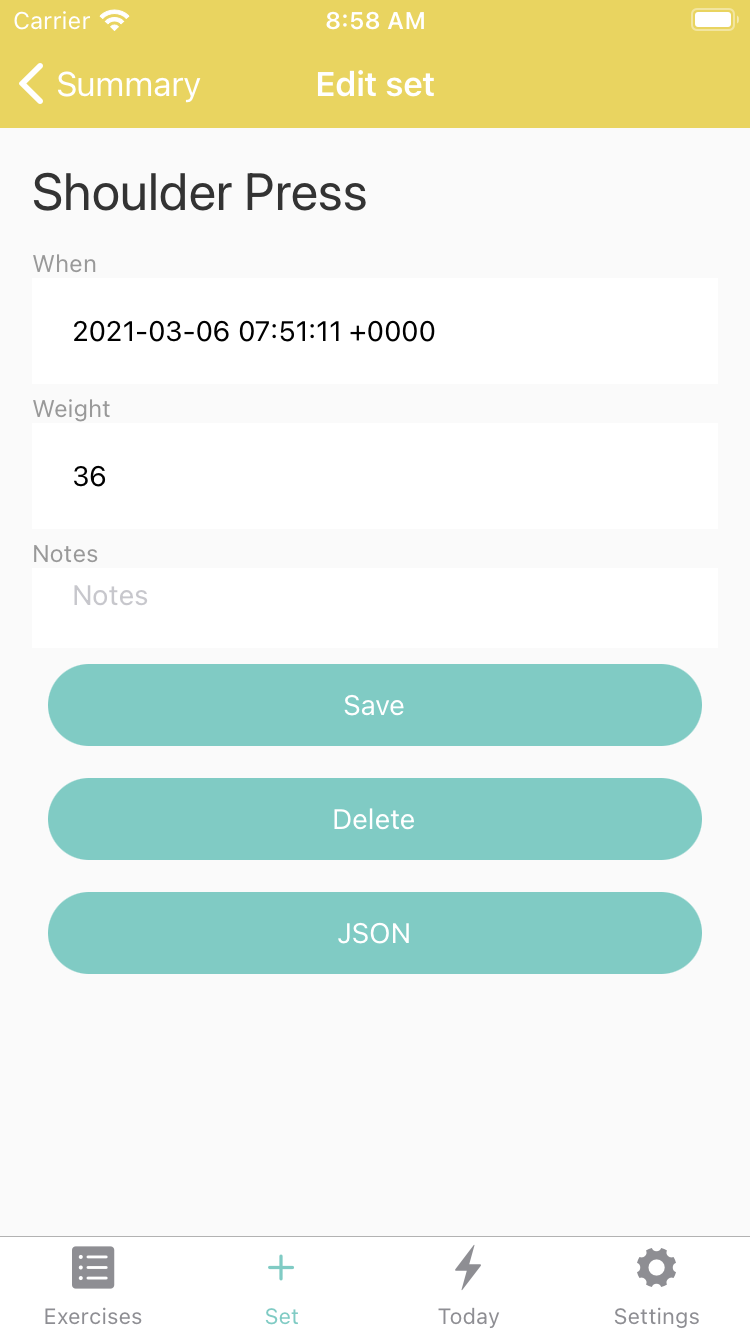 Carrier 8:58 AM
Summary Edit set
Shoulder Press
When
2021-03-06 07:51:11 +0000
Weight
36
Notes
Notes
Save
Delete
JSON
Exercises Set Today Settings